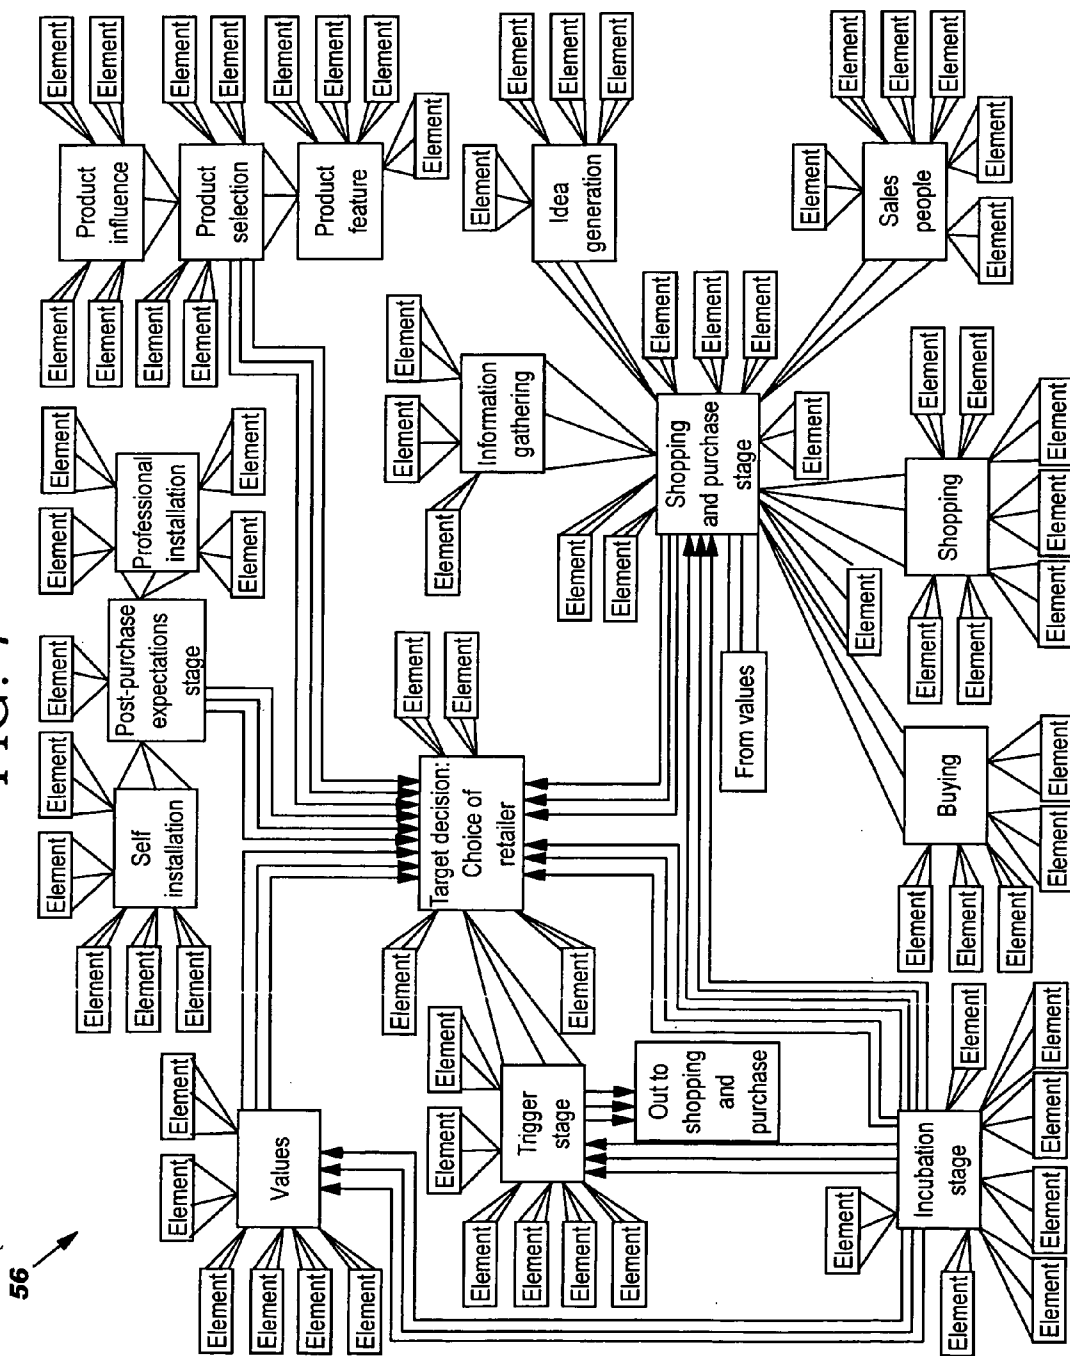 FIG. 7
56
Element
Element
Values
Element
Element
Element
Element
Element
Element
Self
installation
Element
Element
Element
Element
Post-purchase
expectations
stage
Element
Element
Professional
installation
Element
Element
Element
Element
Product
influence
Element
Element
Element
Element
Product
selection
Element
Element
Element
Element
Product
feature
Element
Element
Element
Element
Element
Element
Trigger
stage
Element
Element
Element
Element
Out to
shopping
and
purchase
Element
Element
Target decision:
Choice of
retailer
Element
Element
Element
Element
Element
Information
gathering
Element
Idea
generation
Element
Element
Element
Element
Element
Shopping
and purchase
stage
Element
Element
Element
Element
Element
From values
Element
Sales
people
Element
Element
Element
Element
Element
Element
Incubation
stage
Element
Element
Element
Element
Element
Element
Buying
Element
Element
Element
Element
Element
Shopping
Element
Element
Element
Element
Element
Element
Element